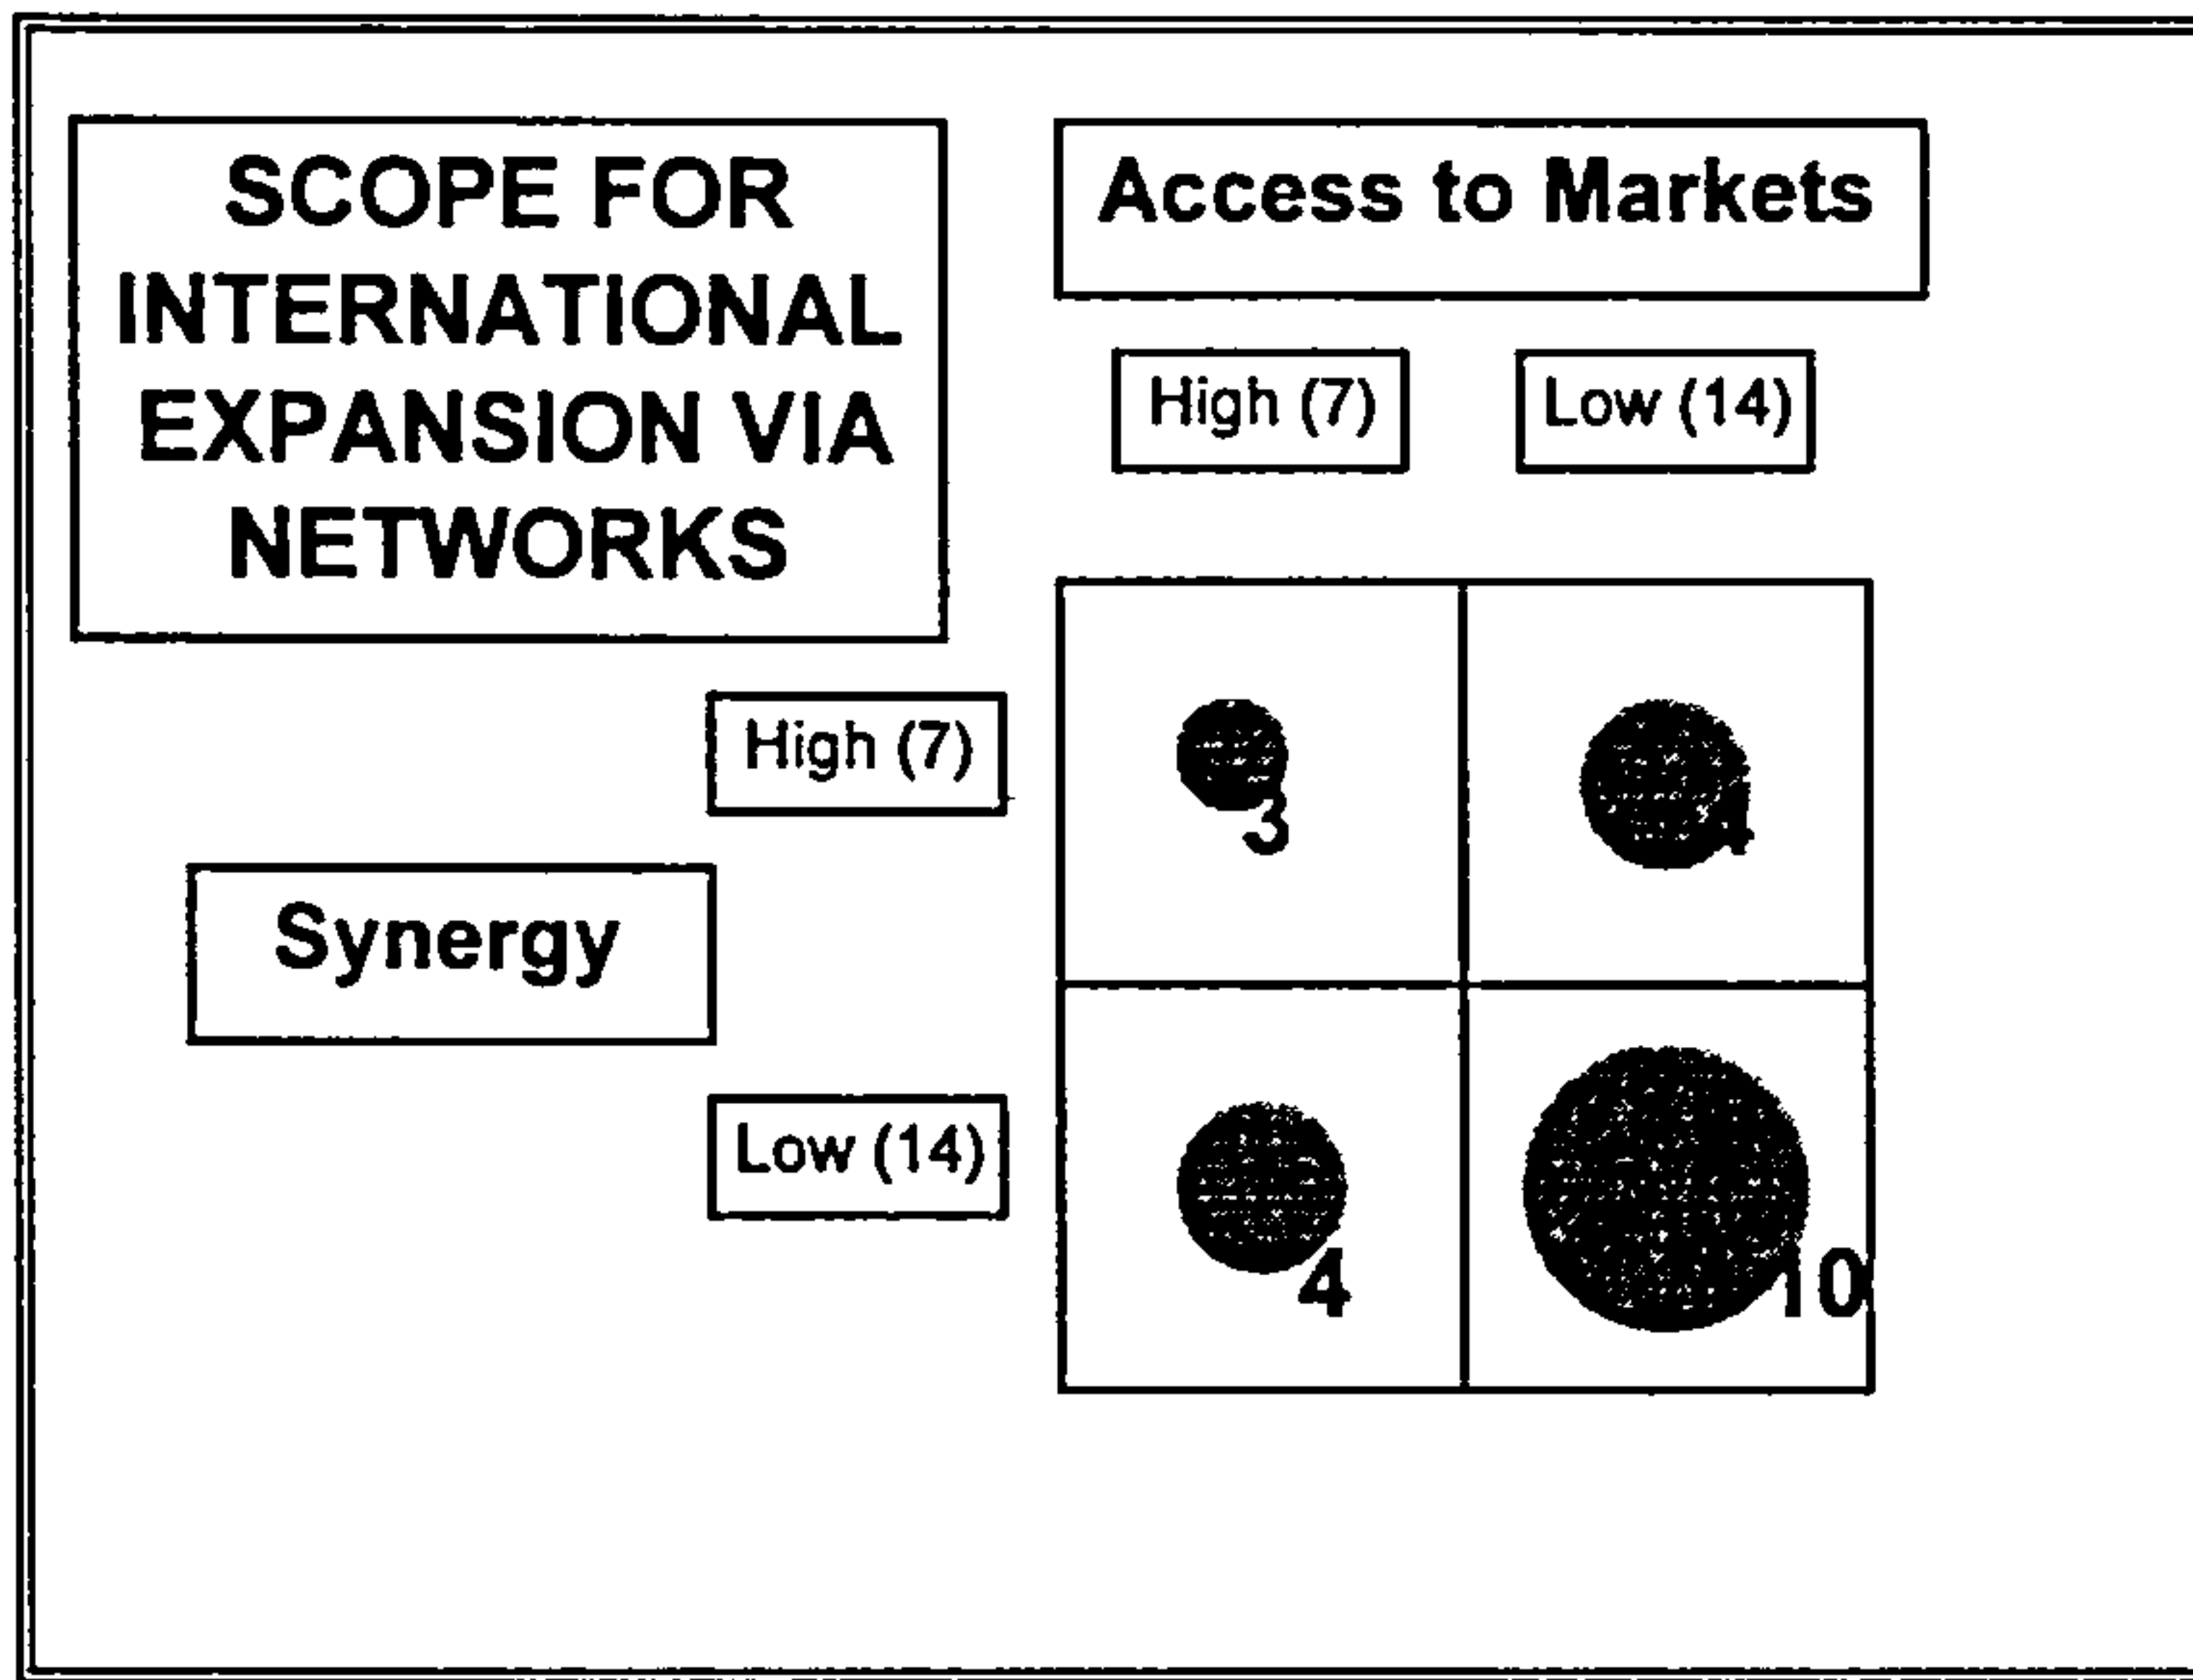 SCOPE FOR
INTERNATIONAL
EXPANSION VIA
NETWORKS
Access to Markets
High (7)
Low (14)
High (7)
3
4
Synergy
Low (14)
4
10